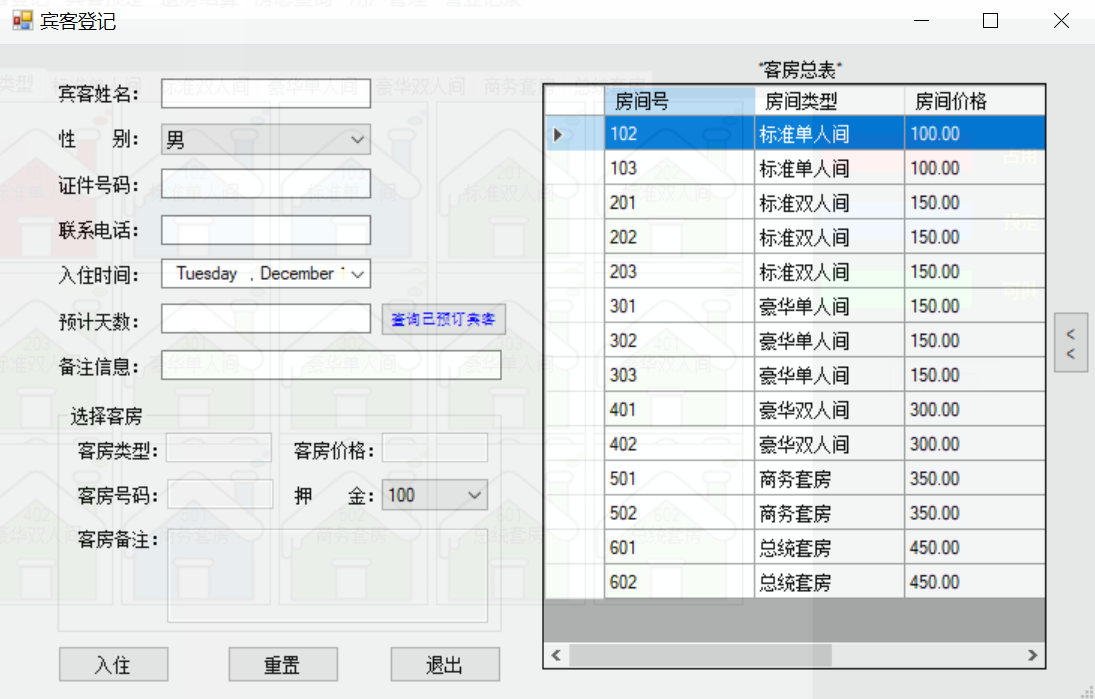 宾客登记
宾客姓名：
性 别： 男
证件号码：
联系电话：
入住时间： Tuesday , December
预计天数： 查询已预订宾客
备注信息：
选择客房
客房类型： 客房价格：
客房号码： 押 金： 100
客房备注：
入住 重置 退出
*客房总表*
房间号 房间类型 房间价格
102 标准单人间 100.00
103 标准单人间 100.00
201 标准双人间 150.00
202 标准双人间 150.00
203 标准双人间 150.00
301 豪华单人间 150.00
302 豪华单人间 150.00
303 豪华单人间 150.00
401 豪华双人间 300.00
402 豪华双人间 300.00
501 商务套房 350.00
502 商务套房 350.00
601 总统套房 450.00
602 总统套房 450.00
<
<